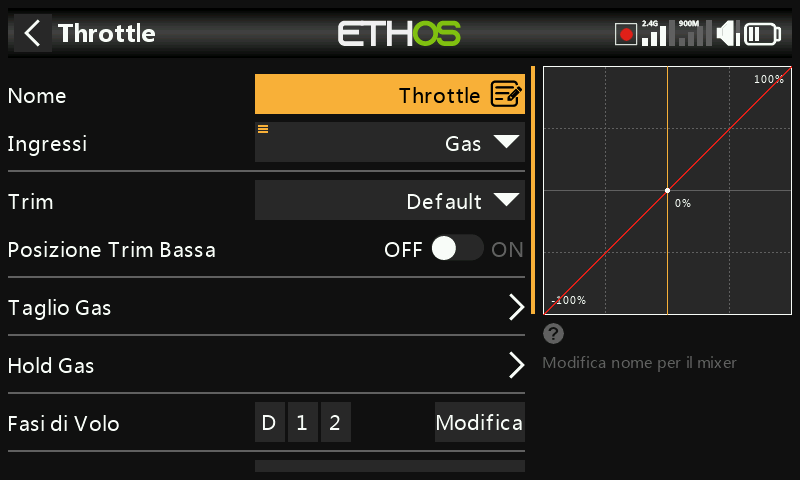 Throttle
ETHOS
2.4G
900M
Nome
Throttle
Ingressi
Gas
Trim
Default
Posizione Trim Bassa
OFF
ON
Taglio Gas
Hold Gas
Fasi di Volo
D 1 2
Modifica
100%
0%
-100%
?
Modifica nome per il mixer